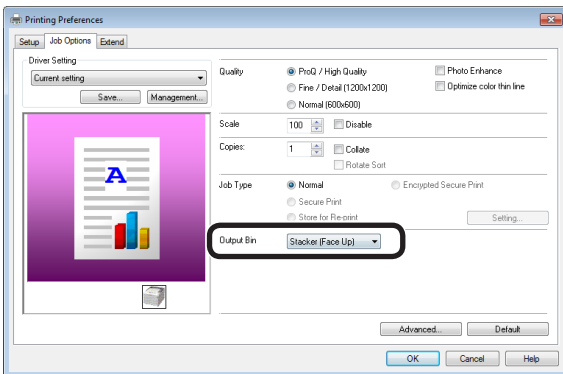 Printing Preferences
Setup Job Options Extend
Driver Setting
Current setting
Save... Management...
A
Quality ProQ / High Quality Photo Enhance
Fine / Detail (1200x1200) Optimize color thin line
Normal (600x600)
Scale 100 Disable
Copies: 1 Collate
Rotate Sort
Job Type Normal Encrypted Secure Print
Secure Print
Store for Re-print Setting...
Output Bin Stacker (Face Up)
Advanced... Default
OK Cancel Help